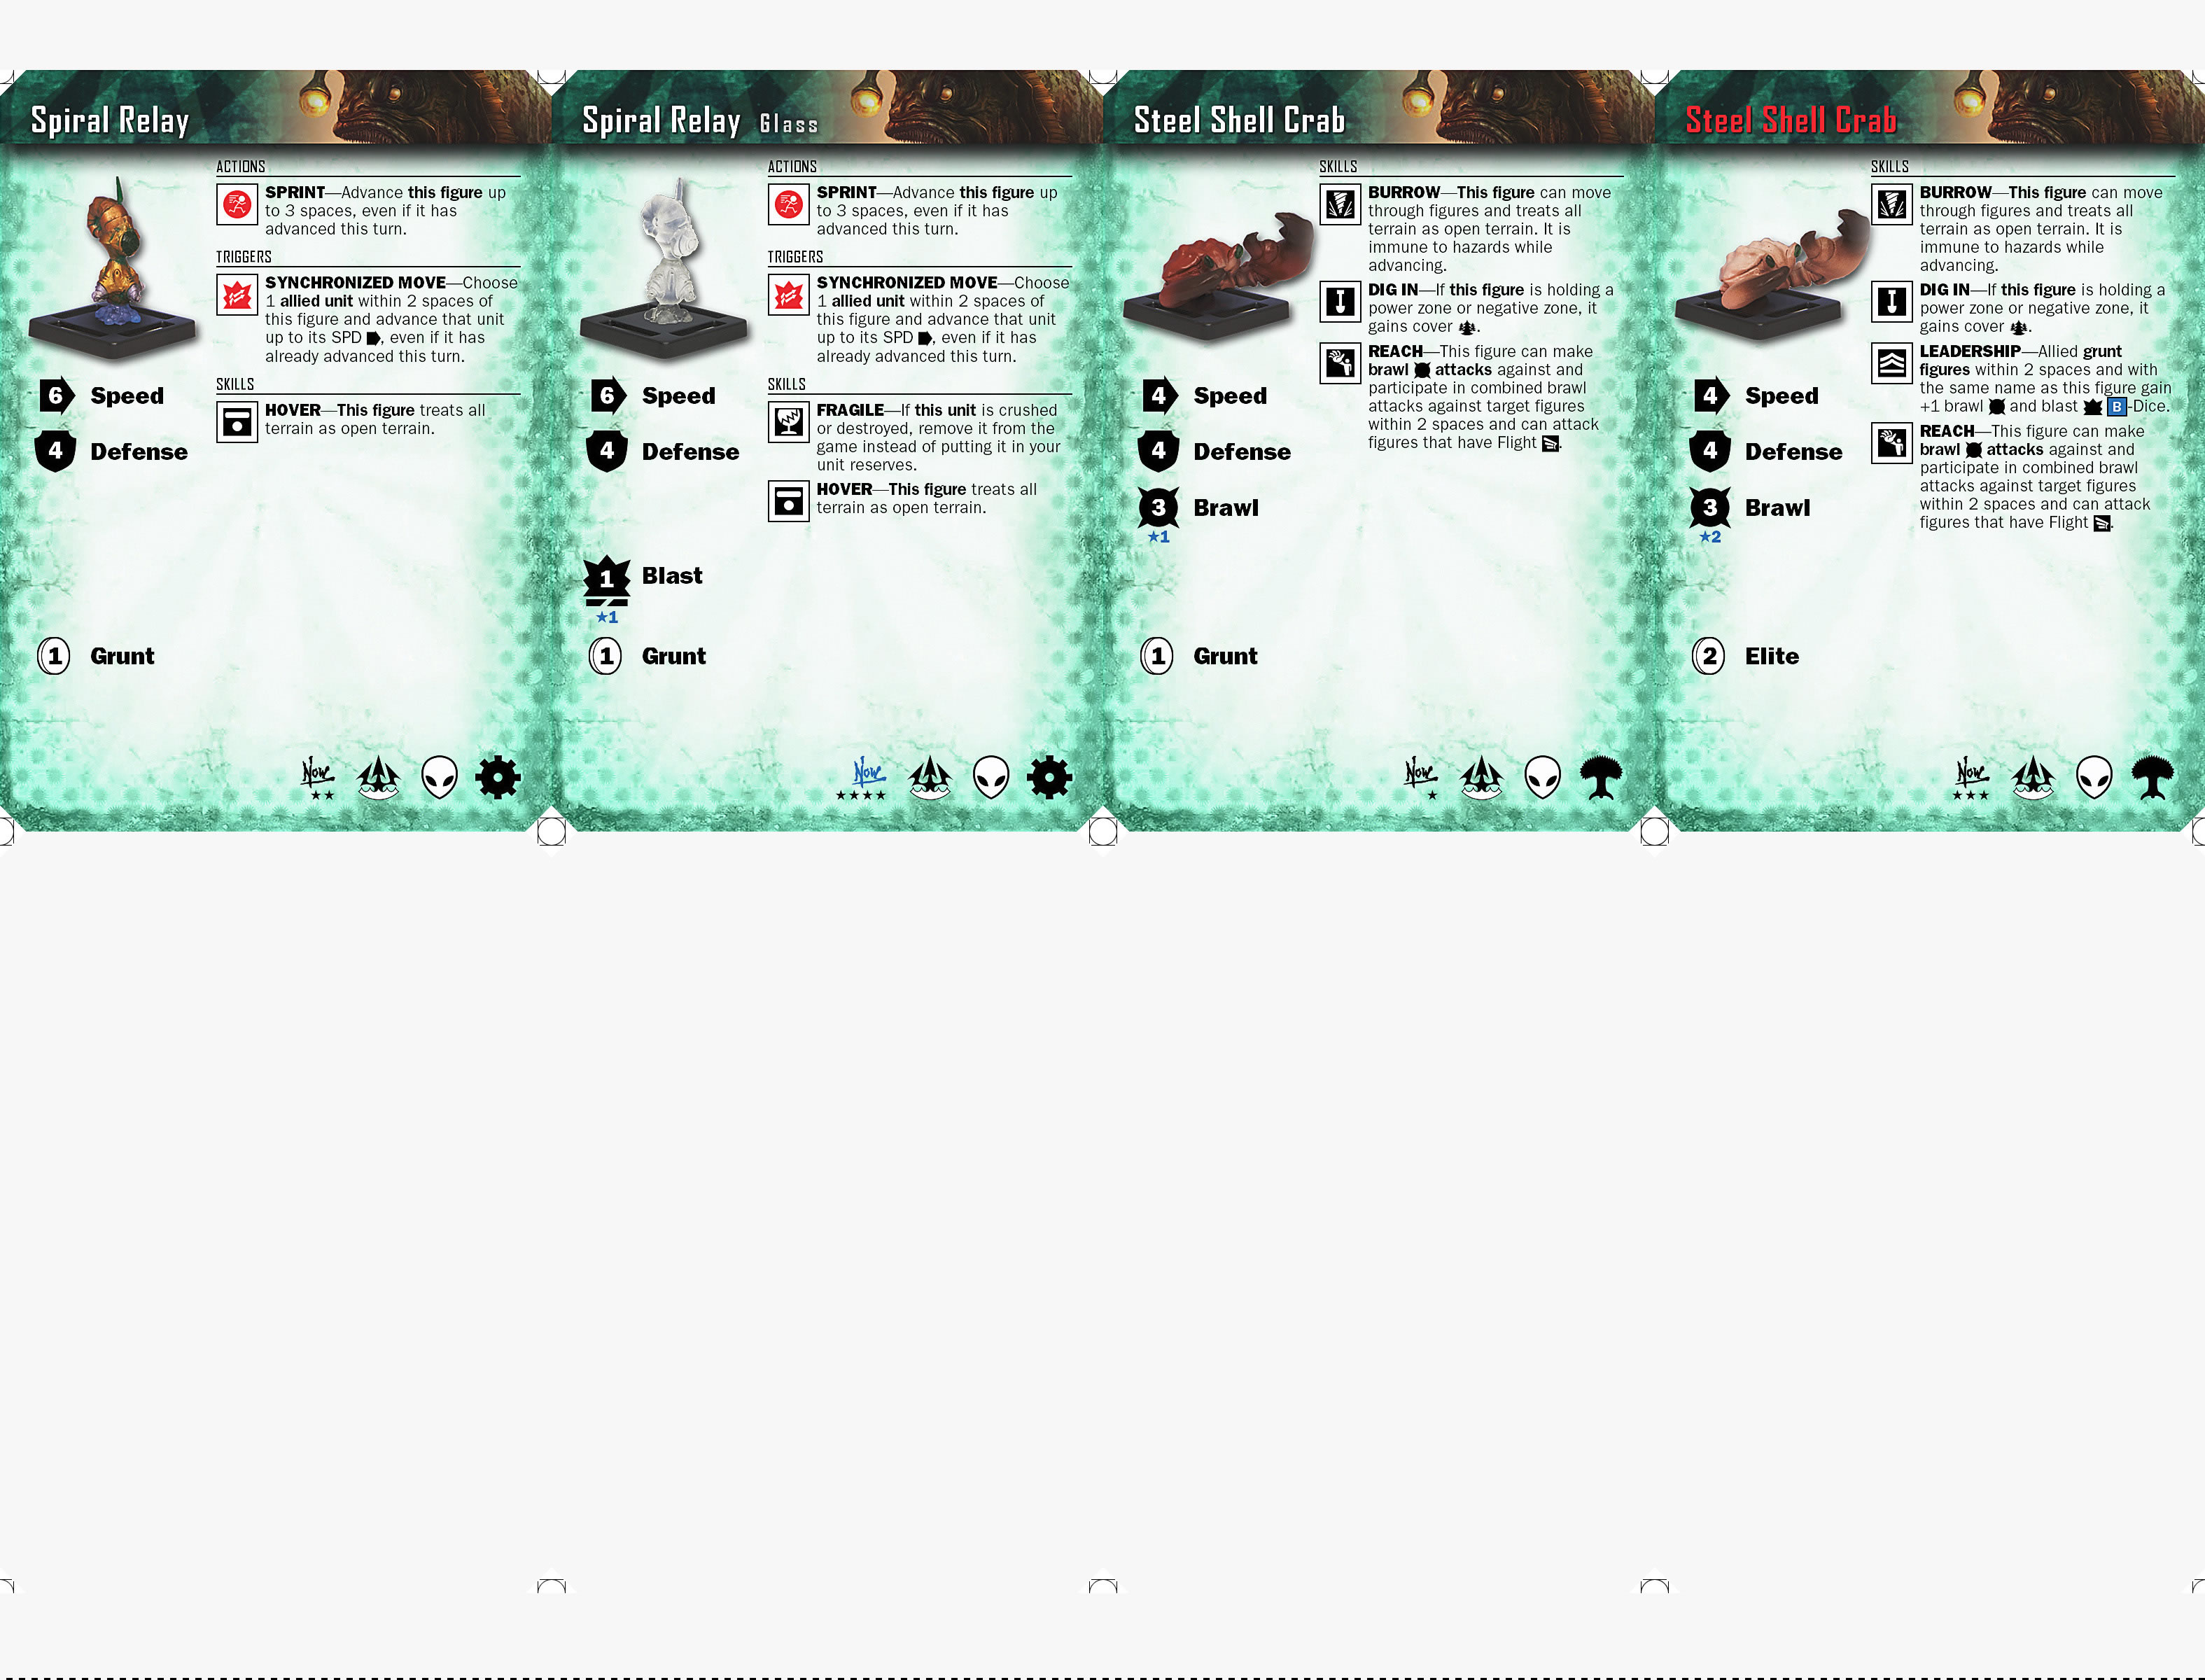 Spiral Relay
ACTIONS
SPRINT—Advance this figure up
to 3 spaces, even if it has
advanced this turn.
TRIGGERS
SYNCHRONIZED MOVE—Choose
1 allied unit within 2 spaces of
this figure and advance that unit
up to its SPD, even if it has
already advanced this turn.
SKILLS
HOVER—This figure treats all
terrain as open terrain.
6 Speed
4 Defense
1 Grunt
Now
★★
Spiral Relay Glass
ACTIONS
SPRINT—Advance this figure up
to 3 spaces, even if it has
advanced this turn.
TRIGGERS
SYNCHRONIZED MOVE—Choose
1 allied unit within 2 spaces of
this figure and advance that unit
up to its SPD, even if it has
already advanced this turn.
SKILLS
FRAGILE—If this unit is crushed
or destroyed, remove it from the
game instead of putting it in your
unit reserves.
HOVER—This figure treats all
terrain as open terrain.
6 Speed
4 Defense
1 Blast
★1
1 Grunt
Now
★★★★
Steel Shell Crab
SKILLS
BURROW—This figure can move
through figures and treats all
terrain as open terrain. It is
immune to hazards while
advancing.
DIG IN—If this figure is holding a
power zone or negative zone, it
gains cover.
REACH—This figure can make
brawl attacks against and
participate in combined brawl
attacks against target figures
within 2 spaces and can attack
figures that have Flight.
4 Speed
4 Defense
3 Brawl
★1
1 Grunt
Now
★
Steel Shell Crab
SKILLS
BURROW—This figure can move
through figures and treats all
terrain as open terrain. It is
immune to hazards while
advancing.
DIG IN—If this figure is holding a
power zone or negative zone, it
gains cover.
LEADERSHIP—Allied grunt
figures within 2 spaces and with
the same name as this figure gain
+1 brawl and blast B-Dice.
REACH—This figure can make
brawl attacks against and
participate in combined brawl
attacks against target figures
within 2 spaces and can attack
figures that have Flight.
4 Speed
4 Defense
3 Brawl
★2
2 Elite
Now
★★★